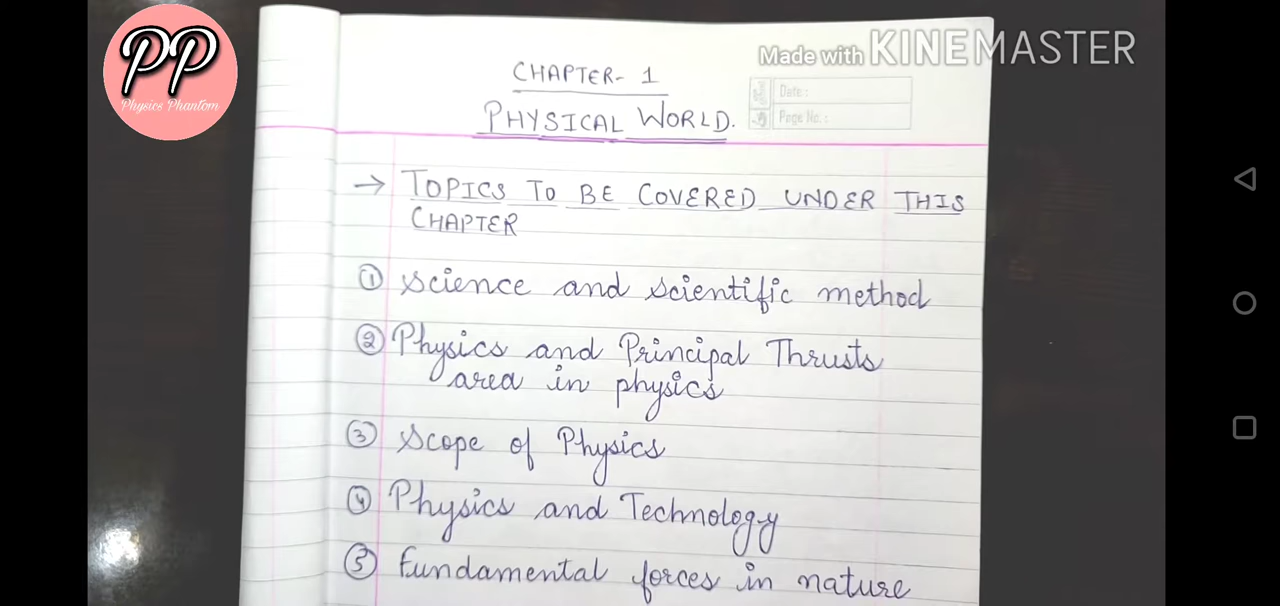 PP
Physics Phantom
Made with KINEMASTER
CHAPTER- 1
PHYSICAL WORLD.
Date :
Page No. :
→ TOPICS TO BE COVERED UNDER THIS
CHAPTER
① Science and scientific method
② Physics and Principal Thrusts
area in physics
③ Scope of Physics
④ Physics and Technology
⑤ Fundamental forces in nature